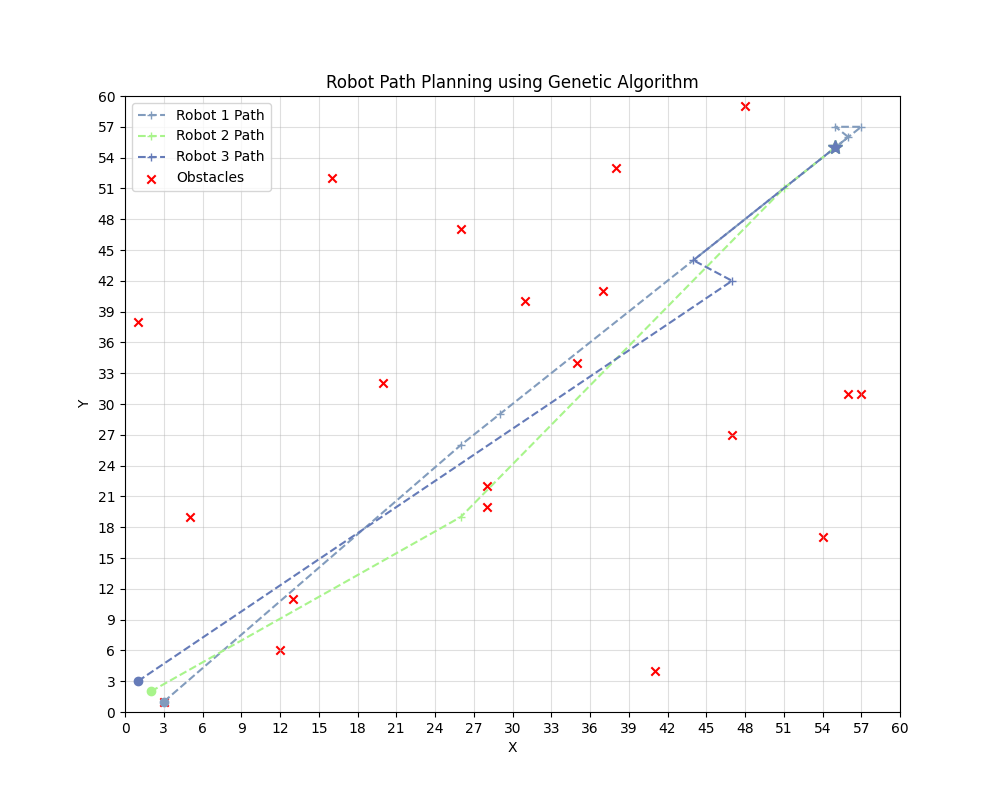 Robot Path Planning using Genetic Algorithm
60
57
54
51
48
45
42
39
36
33
30
27
24
21
18
15
12
9
6
3
0
Y
Robot 1 Path
Robot 2 Path
Robot 3 Path
Obstacles
0 3 6 9 12 15 18 21 24 27 30 33 36 39 42 45 48 51 54 57 60
X